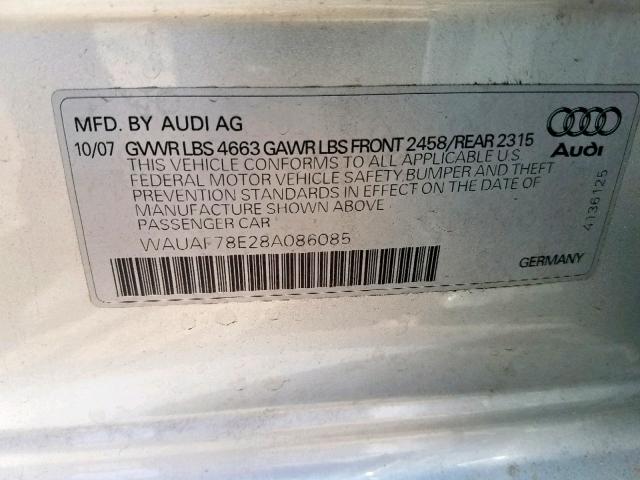 MFD. BY AUDI AG
10/07 GVWR LBS 4663 GAWR LBS FRONT 2458/REAR 2315
THIS VEHICLE CONFORMS TO ALL APPLICABLE U.S.
FEDERAL MOTOR VEHICLE SAFETY, BUMPER AND THEFT
PREVENTION STANDARDS IN EFFECT ON THE DATE OF
MANUFACTURE SHOWN ABOVE
PASSENGER CAR
WAUAF78E28A086085
Audi
4136125
GERMANY